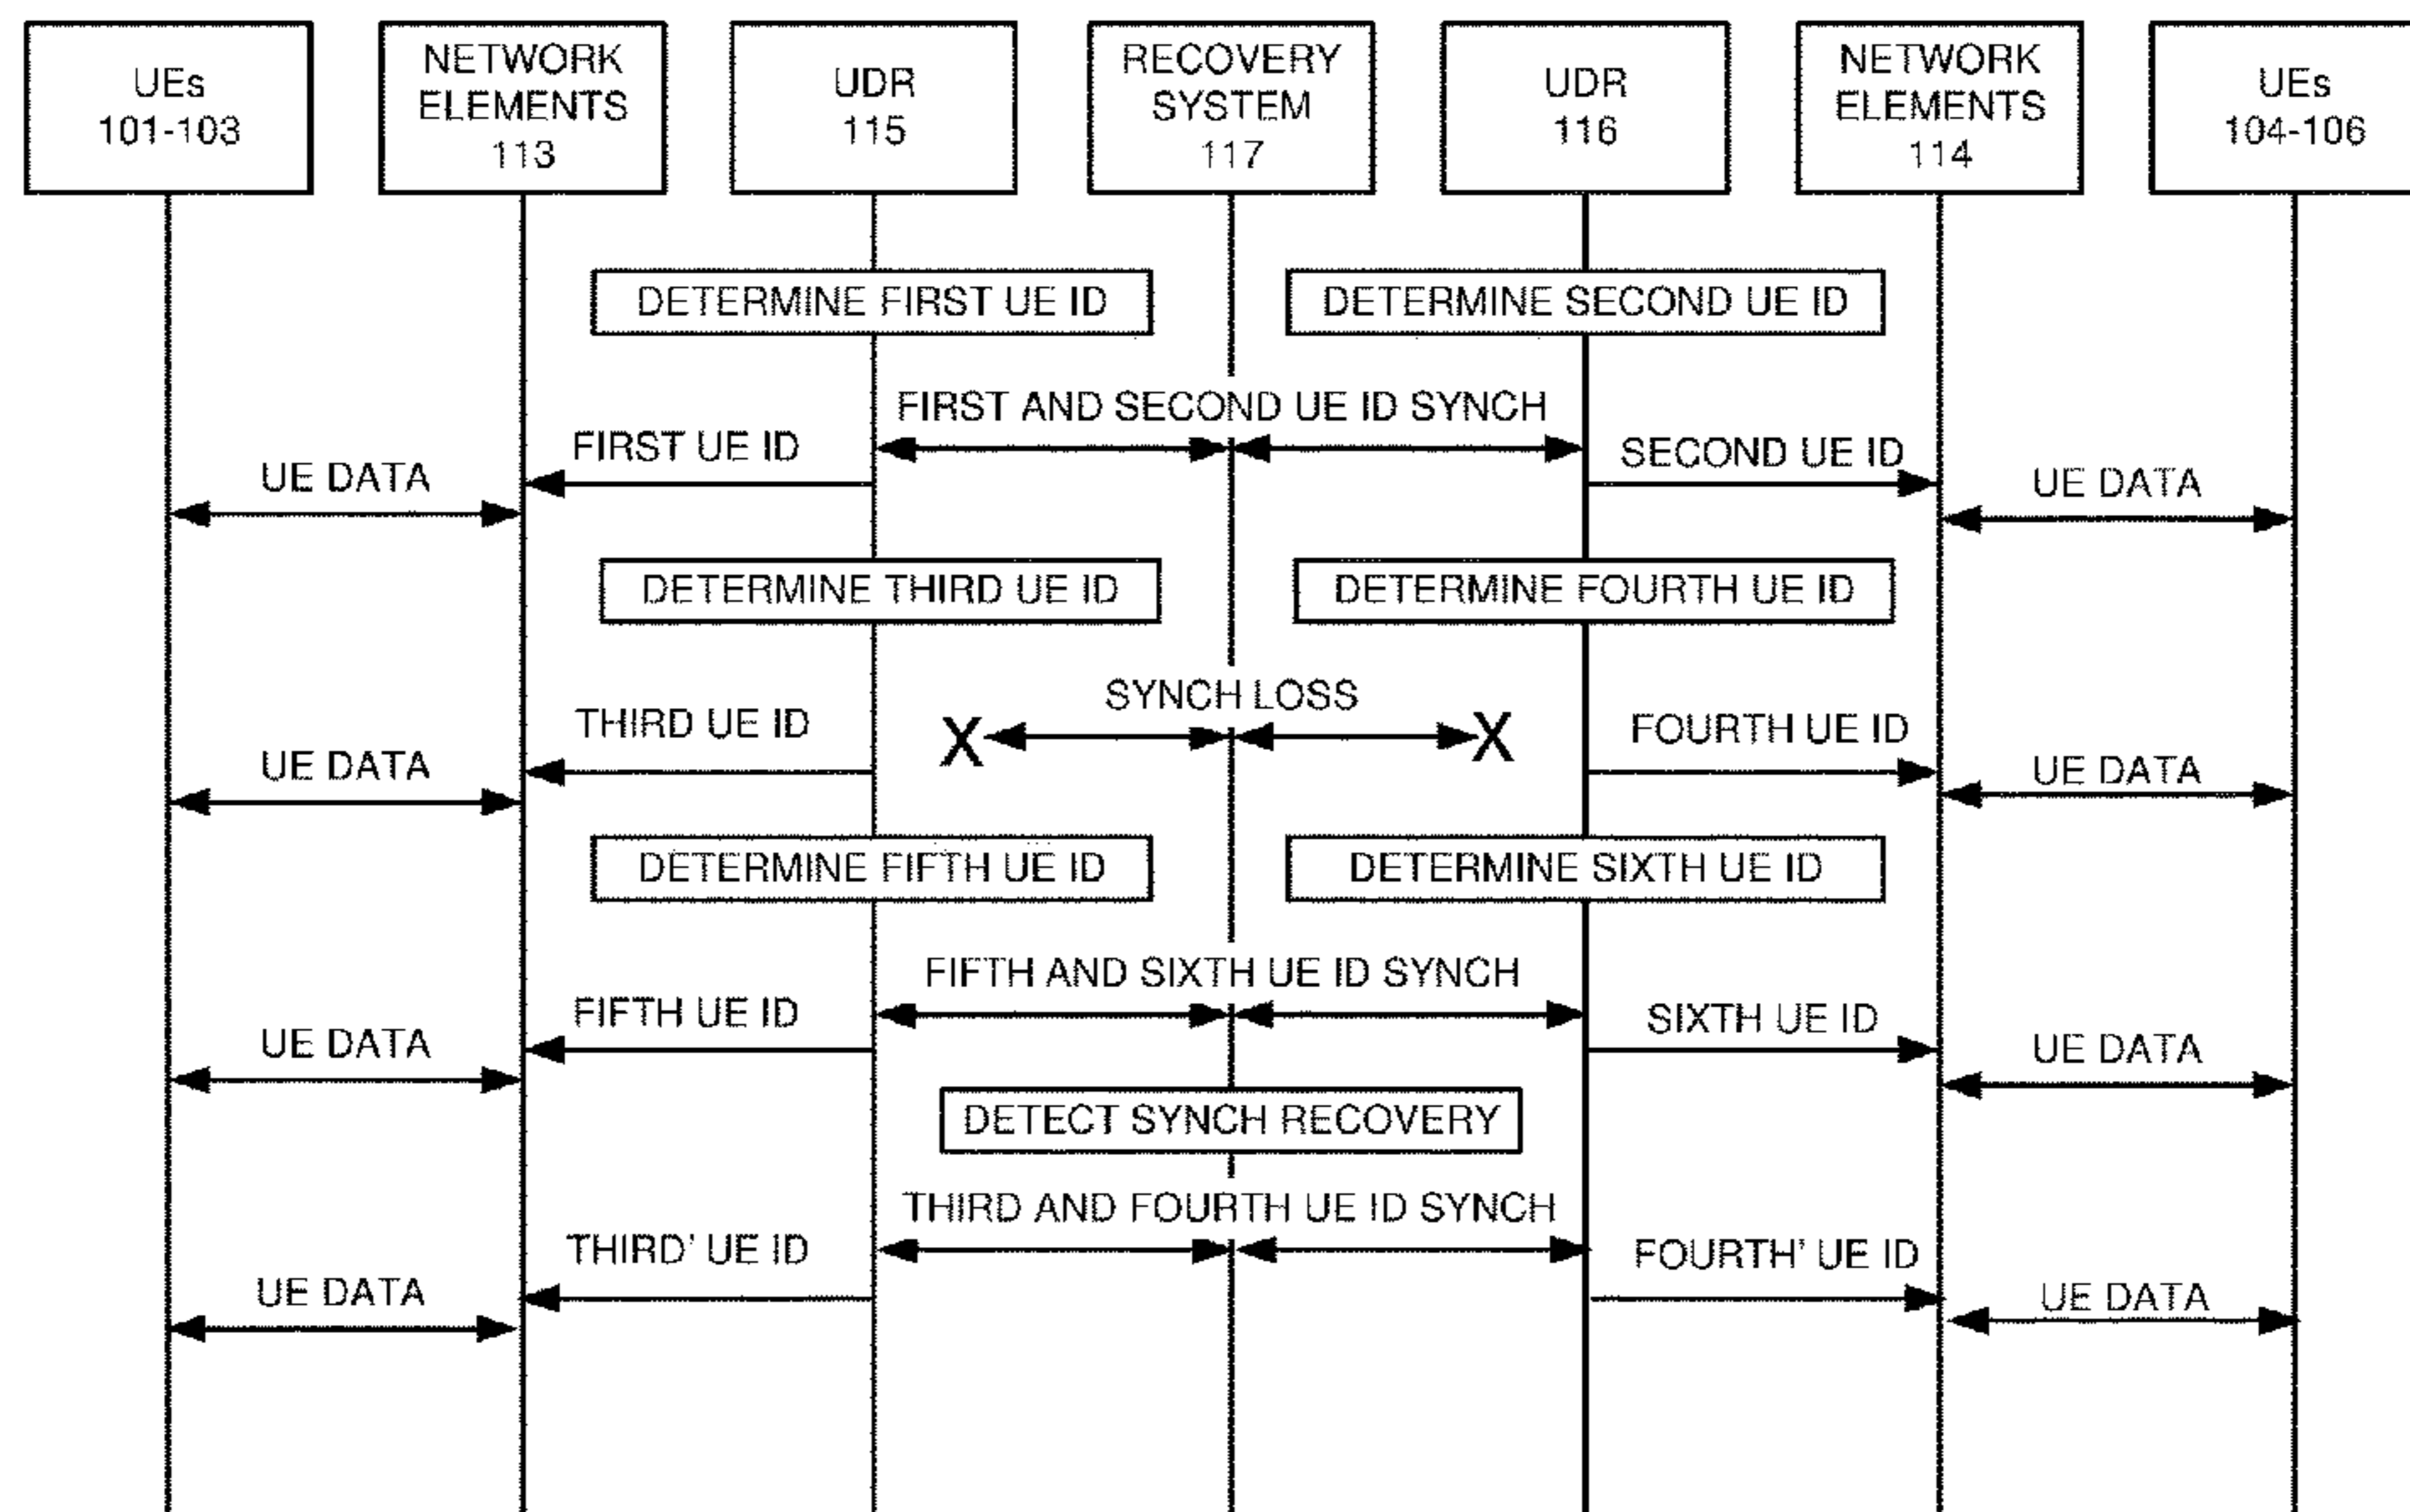 UEs
101-103
NETWORK
ELEMENTS
113
UDR
115
RECOVERY
SYSTEM
117
UDR
116
NETWORK
ELEMENTS
114
UEs
104-106
DETERMINE FIRST UE ID
DETERMINE SECOND UE ID
FIRST AND SECOND UE ID SYNCH
FIRST UE ID
SECOND UE ID
UE DATA
UE DATA
DETERMINE THIRD UE ID
DETERMINE FOURTH UE ID
SYNCH LOSS
THIRD UE ID
X
X
FOURTH UE ID
UE DATA
UE DATA
DETERMINE FIFTH UE ID
DETERMINE SIXTH UE ID
FIFTH AND SIXTH UE ID SYNCH
FIFTH UE ID
SIXTH UE ID
UE DATA
UE DATA
DETECT SYNCH RECOVERY
THIRD AND FOURTH UE ID SYNCH
THIRD' UE ID
FOURTH' UE ID
UE DATA
UE DATA